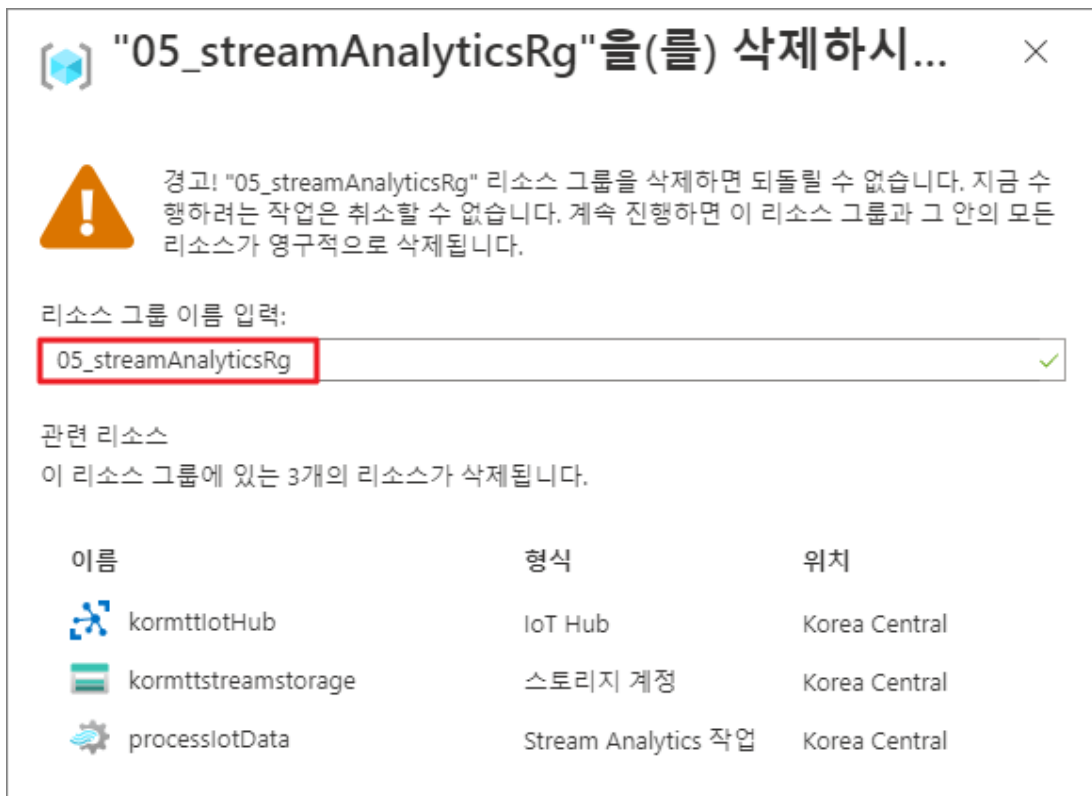 "05_streamAnalyticsRg"을(를) 삭제하시...
경고! "05_streamAnalyticsRg" 리소스 그룹을 삭제하면 되돌릴 수 없습니다. 지금 수
행하려는 작업은 취소할 수 없습니다. 계속 진행하면 이 리소스 그룹과 그 안의 모든
리소스가 영구적으로 삭제됩니다.
리소스 그룹 이름 입력:
05_streamAnalyticsRg
관련 리소스
이 리소스 그룹에 있는 3개의 리소스가 삭제됩니다.
이름 형식 위치
kormttIotHub IoT Hub Korea Central
kormttstreamstorage 스토리지 계정 Korea Central
processIotData Stream Analytics 작업 Korea Central